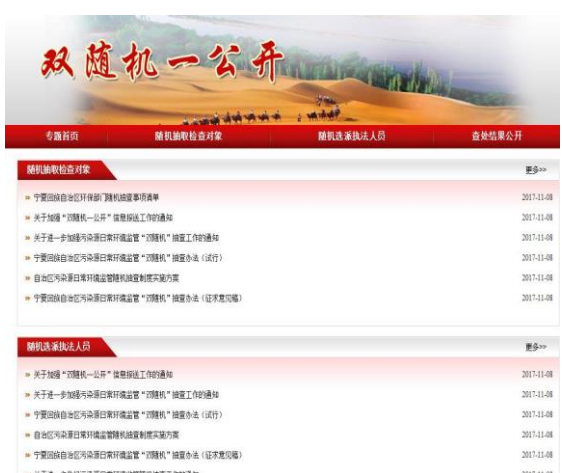 双随机一公开
专题首页 随机抽取检查对象 随机选派执法人员 查处结果公开
随机抽取检查对象 更多>>
宁夏回族自治区环保部门随机抽查事项清单 2017-11-08
关于加强“双随机一公开”信息报送工作的通知 2017-11-08
关于进一步加强污染源日常环境监管“双随机”抽查工作的通知 2017-11-08
宁夏回族自治区污染源日常环境监管“双随机”抽查办法（试行） 2017-11-08
自治区污染源日常环境监管随机抽查制度实施方案 2017-11-08
宁夏回族自治区污染源日常环境监管“双随机”抽查办法（征求意见稿） 2017-11-08
随机选派执法人员 更多>>
关于加强“双随机一公开”信息报送工作的通知 2017-11-08
关于进一步加强污染源日常环境监管“双随机”抽查工作的通知 2017-11-08
宁夏回族自治区污染源日常环境监管“双随机”抽查办法（试行） 2017-11-08
自治区污染源日常环境监管随机抽查制度实施方案 2017-11-08
宁夏回族自治区污染源日常环境监管“双随机”抽查办法（征求意见稿） 2017-11-08